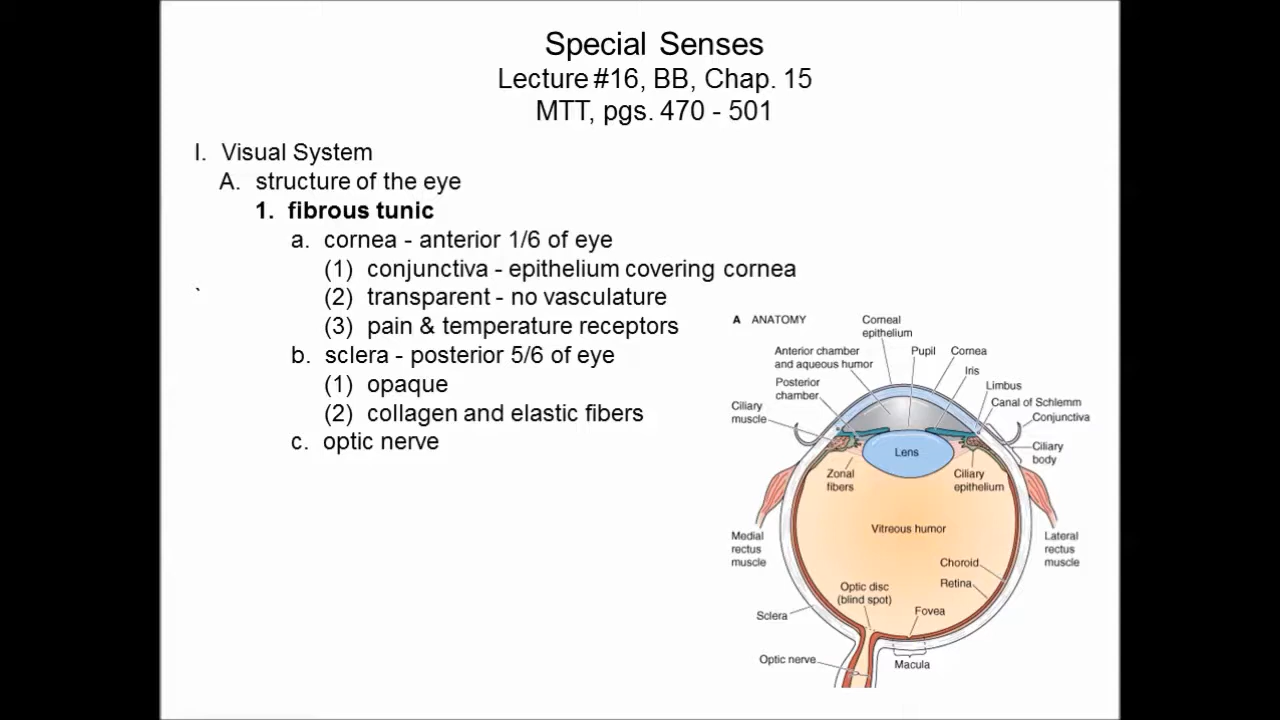 Special Senses
Lecture #16, BB, Chap. 15
MTT, pgs. 470 - 501
I. Visual System
A. structure of the eye
1. fibrous tunic
a. cornea - anterior 1/6 of eye
(1) conjunctiva - epithelium covering cornea
(2) transparent - no vasculature
(3) pain & temperature receptors
b. sclera - posterior 5/6 of eye
(1) opaque
(2) collagen and elastic fibers
c. optic nerve
`
A ANATOMY
Corneal
epithelium
Anterior chamber
and aqueous humor
Pupil
Cornea
Iris
Posterior
chamber
Limbus
Canal of Schlemm
Ciliary
muscle
Conjunctiva
Ciliary
body
Lens
Zonal
fibers
Ciliary
epithelium
Vitreous humor
Medial
rectus
muscle
Lateral
rectus
muscle
Choroid
Retina
Optic disc
(blind spot)
Fovea
Sclera
Optic nerve
Macula